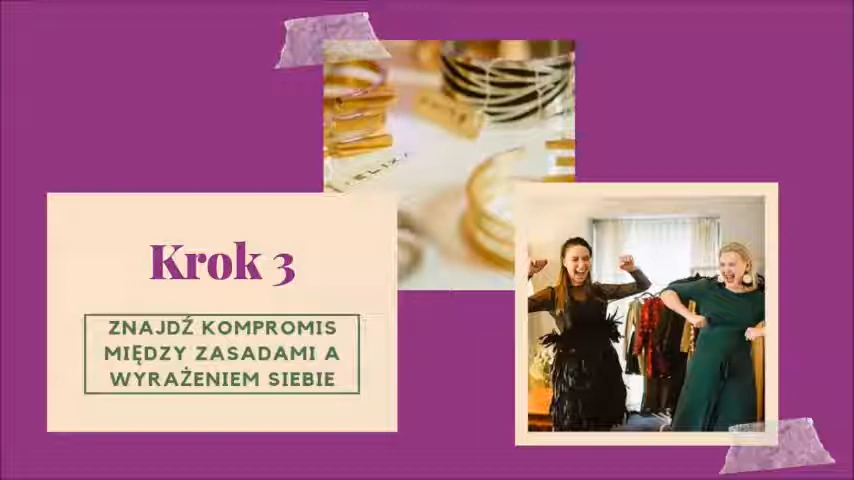 Krok 3
ZNAJDŹ KOMPROMIS
MIĘDZY ZASADAMI A
WYRAŻENIEM SIEBIE